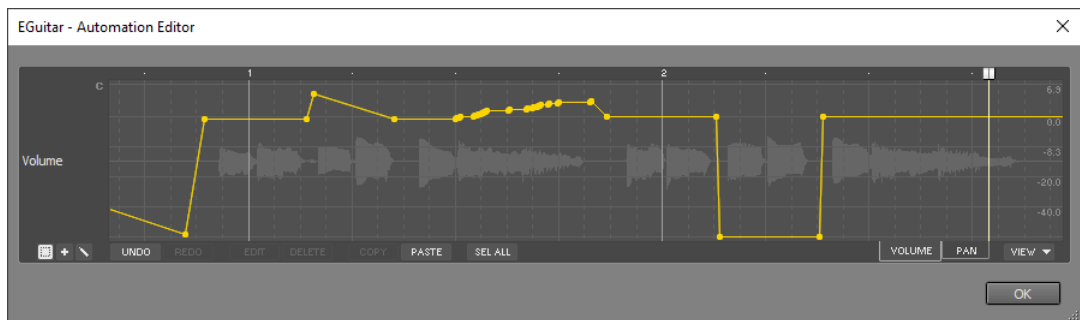 EGuitar - Automation Editor
1 2
C
6.3
0.0
Volume
-6.3
-20.0
-40.0
UNDO REDO EDIT DELETE COPY PASTE SEL ALL VOLUME PAN VIEW
OK